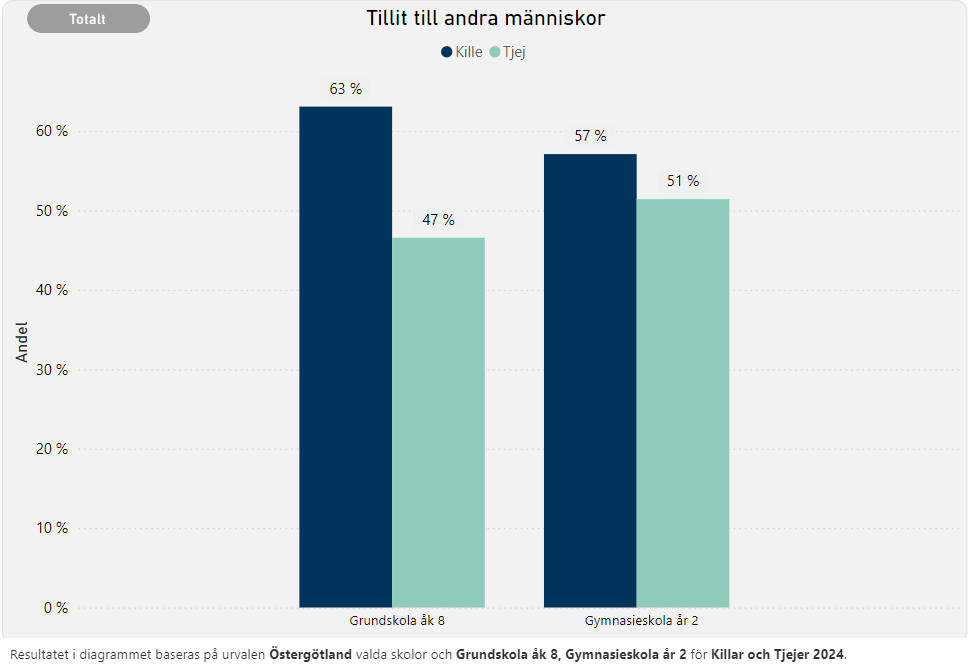 Totalt
Tillit till andra människor
Kille Tjej
63 %
57 %
51 %
47 %
60 %
50 %
40 %
30 %
20 %
10 %
0 %
Andel
Grundskola åk 8
Gymnasieskola år 2
Resultatet i diagrammet baseras på urvalen Östergötland valda skolor och Grundskola åk 8, Gymnasieskola år 2 för Killar och Tjejer 2024.